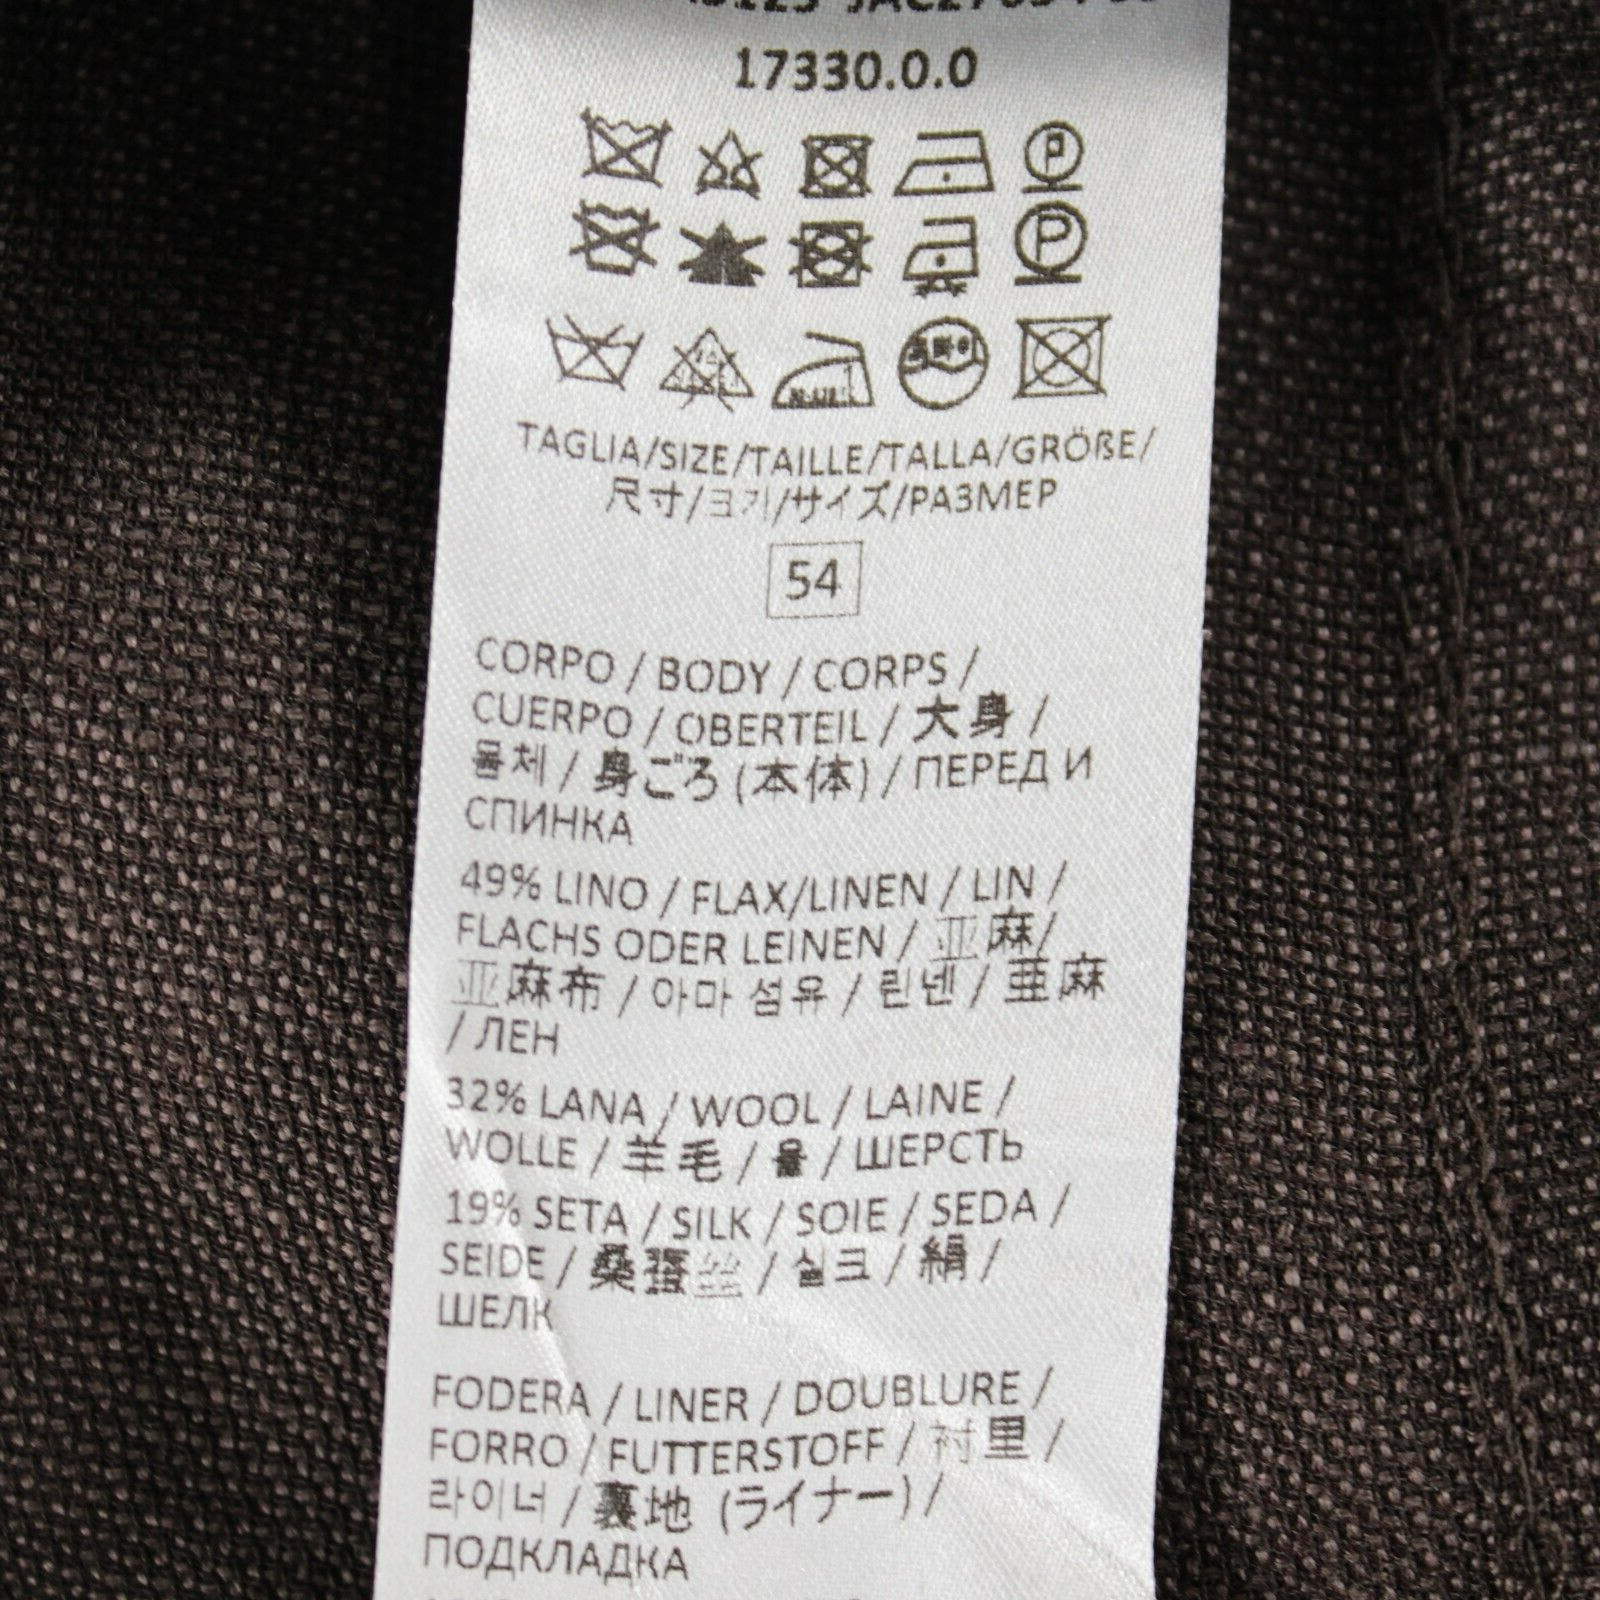 17330.0.0
P
P
TAGLIA/SIZE/TAILLE/TALLA/GRÖßE/
尺寸/크기/サイズ/РАЗМЕР
54
CORPO / BODY / CORPS /
CUERPO / OBERTEIL / 大身 /
몸체 / 身ごろ (本体) / ПЕРЕД И
СПИНКА
49% LINO / FLAX/LINEN / LIN /
FLACHS ODER LEINEN / 亚麻/
亚麻布 / 아마 섬유 / 린넨 / 亜麻
/ ЛЕН
32% LANA / WOOL / LAINE /
WOLLE / 羊毛 / 울 / ШЕРСТЬ
19% SETA / SILK / SOIE / SEDA /
SEIDE / 桑蚕丝 / 실크 / 絹 /
ШЕЛК
FODERA / LINER / DOUBLURE /
FORRO / FUTTERSTOFF / 衬里 /
라이너 / 裏地 (ライナー) /
ПОДКЛАДКА